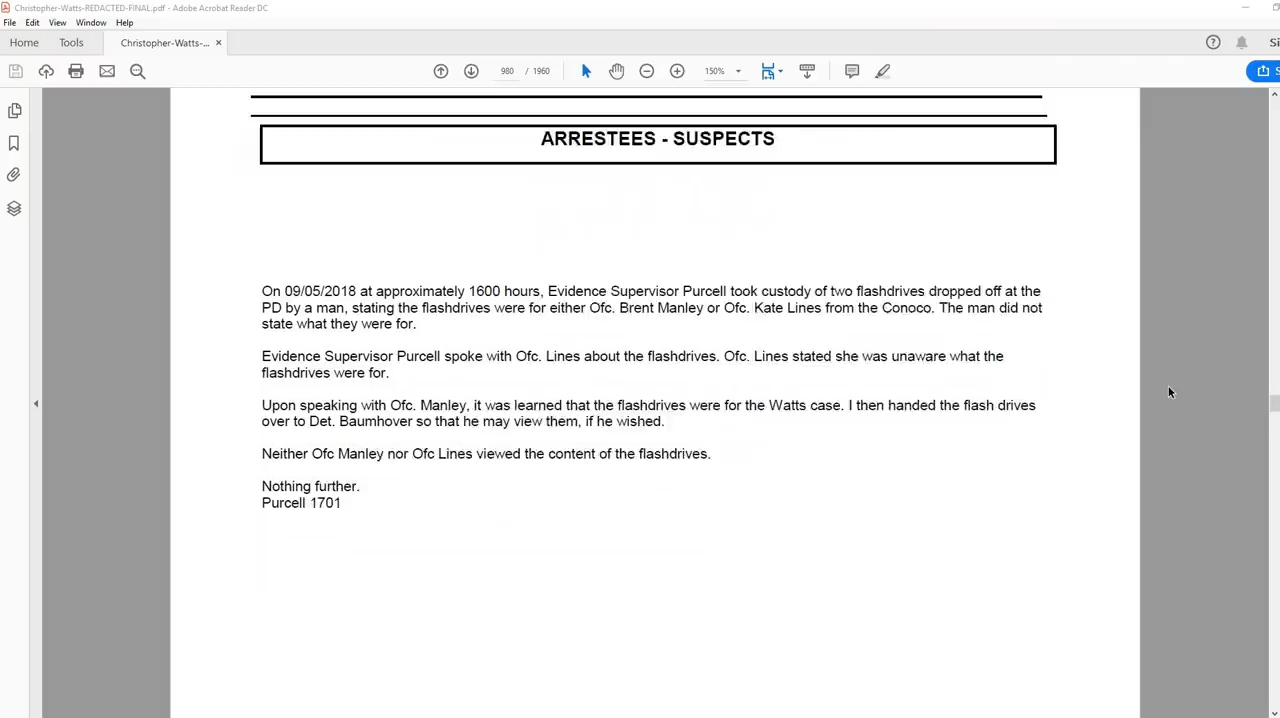 Christopher-Watts-REDACTED-FINAL.pdf - Adobe Acrobat Reader DC
File Edit View Window Help
Home Tools Christopher-Watts-... ×
980 / 1960 150%
ARRESTEES - SUSPECTS
On 09/05/2018 at approximately 1600 hours, Evidence Supervisor Purcell took custody of two flashdrives dropped off at the
PD by a man, stating the flashdrives were for either Ofc. Brent Manley or Ofc. Kate Lines from the Conoco. The man did not
state what they were for.
Evidence Supervisor Purcell spoke with Ofc. Lines about the flashdrives. Ofc. Lines stated she was unaware what the
flashdrives were for.
Upon speaking with Ofc. Manley, it was learned that the flashdrives were for the Watts case. I then handed the flash drives
over to Det. Baumhover so that he may view them, if he wished.
Neither Ofc Manley nor Ofc Lines viewed the content of the flashdrives.
Nothing further.
Purcell 1701